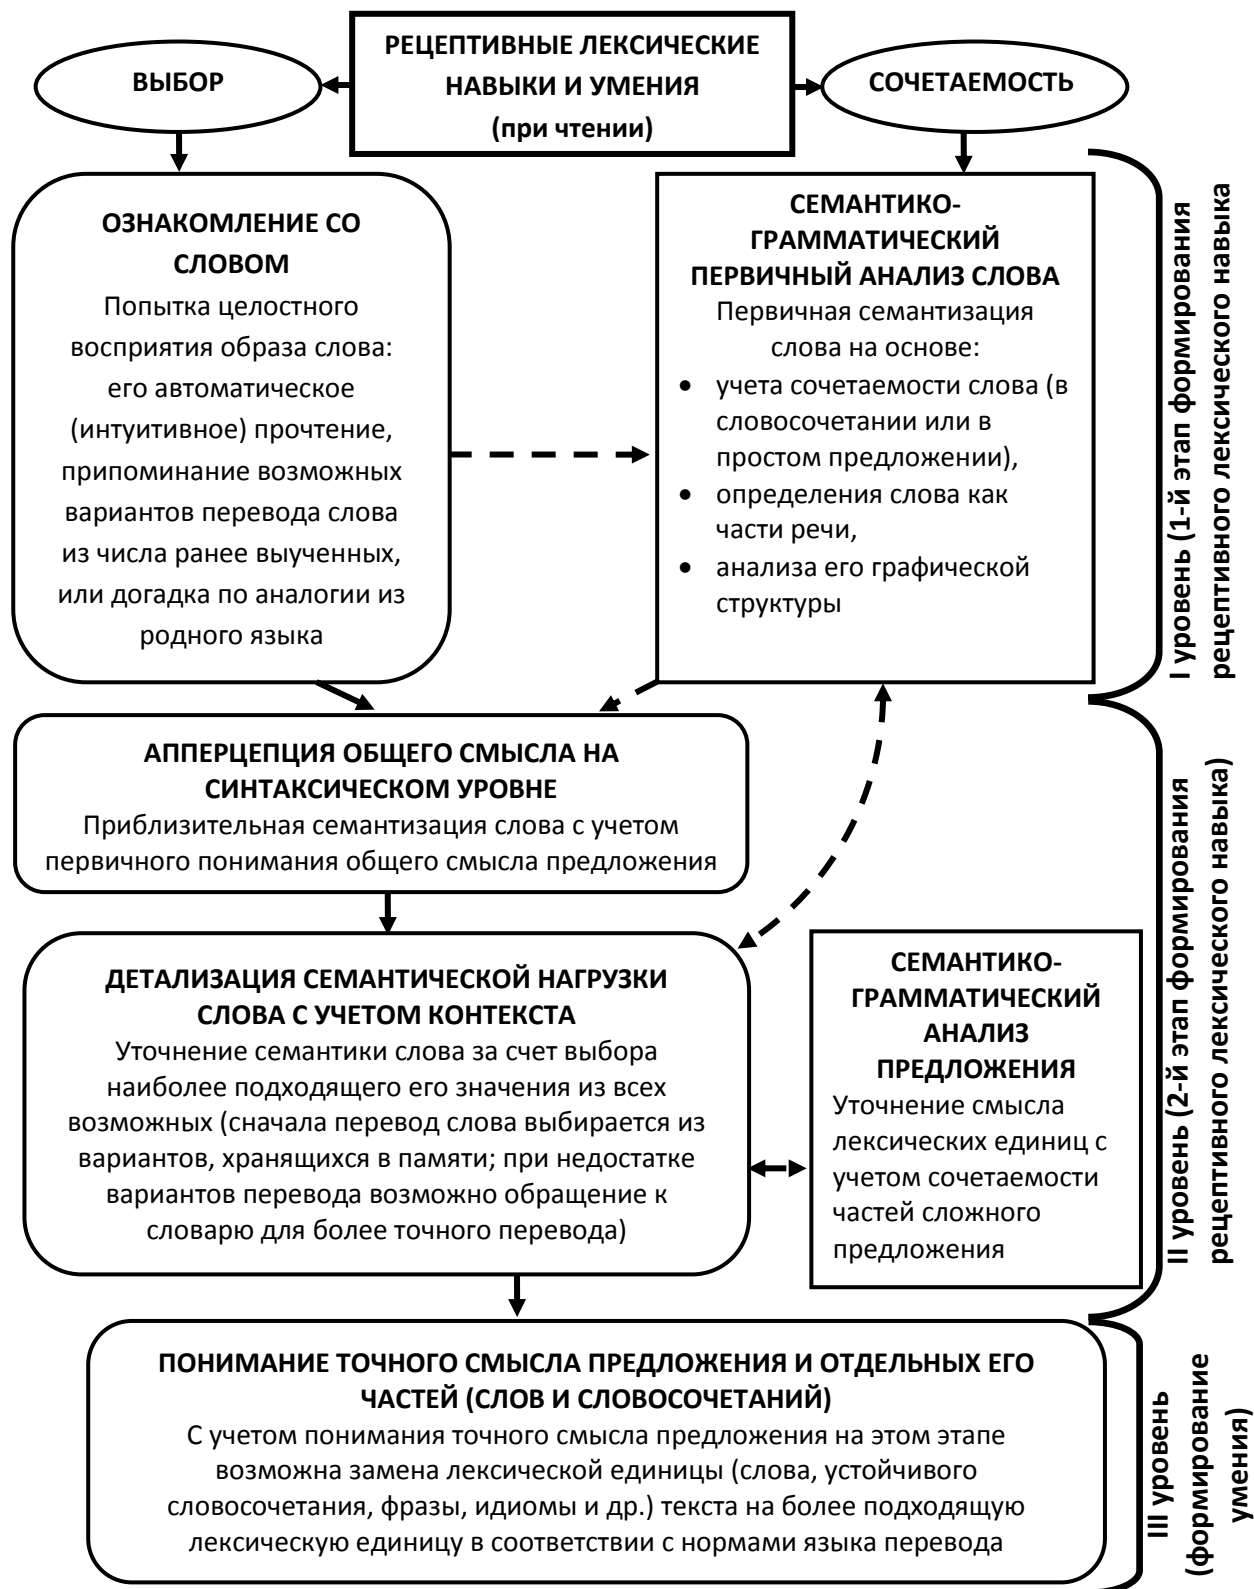 РЕЦЕПТИВНЫЕ ЛЕКСИЧЕСКИЕ
НАВЫКИ И УМЕНИЯ
(при чтении)
ВЫБОР
СОЧЕТАЕМОСТЬ
ОЗНАКОМЛЕНИЕ СО
СЛОВОМ
Попытка целостного
восприятия образа слова:
его автоматическое
(интуитивное) прочтение,
припоминание возможных
вариантов перевода слова
из числа ранее выученных,
или догадка по аналогии из
родного языка
СЕМАНТИКО-
ГРАММАТИЧЕСКИЙ
ПЕРВИЧНЫЙ АНАЛИЗ СЛОВА
Первичная семантизация
слова на основе:
• учета сочетаемости слова (в
словосочетании или в
простом предложении),
• определения слова как
части речи,
• анализа его графической
структуры
I уровень (1-й этап формирования
рецептивного лексического навыка
АППЕРЦЕПЦИЯ ОБЩЕГО СМЫСЛА НА
СИНТАКСИЧЕСКОМ УРОВНЕ
Приблизительная семантизация слова с учетом
первичного понимания общего смысла предложения
ДЕТАЛИЗАЦИЯ СЕМАНТИЧЕСКОЙ НАГРУЗКИ
СЛОВА С УЧЕТОМ КОНТЕКСТА
Уточнение семантики слова за счет выбора
наиболее подходящего его значения из всех
возможных (сначала перевод слова выбирается из
вариантов, хранящихся в памяти; при недостатке
вариантов перевода возможно обращение к
словарю для более точного перевода)
СЕМАНТИКО-
ГРАММАТИЧЕСКИЙ
АНАЛИЗ
ПРЕДЛОЖЕНИЯ
Уточнение смысла
лексических единиц с
учетом сочетаемости
частей сложного
предложения
II уровень (2-й этап формирования
рецептивного лексического навыка)
ПОНИМАНИЕ ТОЧНОГО СМЫСЛА ПРЕДЛОЖЕНИЯ И ОТДЕЛЬНЫХ ЕГО
ЧАСТЕЙ (СЛОВ И СЛОВОСОЧЕТАНИЙ)
С учетом понимания точного смысла предложения на этом этапе
возможна замена лексической единицы (слова, устойчивого
словосочетания, фразы, идиомы и др.) текста на более подходящую
лексическую единицу в соответствии с нормами языка перевода
III уровень
(формирование
умения)